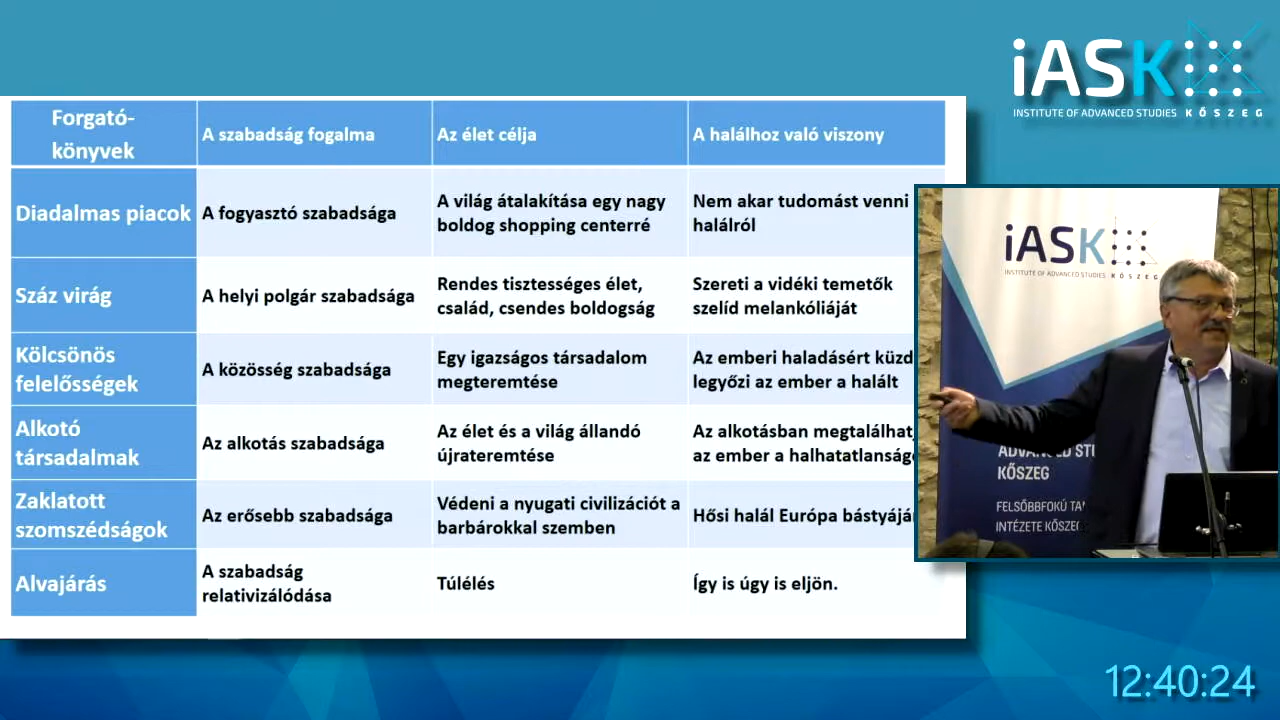 iASK
INSTITUTE OF ADVANCED STUDIES KŐSZEG
Forgató-
könyvek
A szabadság fogalma
Az élet célja
A halálhoz való viszony
Diadalmas piacok
A fogyasztó szabadsága
A világ átalakítása egy nagy
boldog shopping centerré
Nem akar tudomást venni
halálról
Száz virág
A helyi polgár szabadsága
Rendes tisztességes élet,
család, csendes boldogság
Szereti a vidéki temetők
szelíd melankóliáját
Kölcsönös
felelősségek
A közösség szabadsága
Egy igazságos társadalom
megteremtése
Az emberi haladásért küzd
legyőzi az ember a halált
Alkotó
társadalmak
Az alkotás szabadsága
Az élet és a világ állandó
újrateremtése
Az alkotásban
az ember a
Zaklatott
szomszédságok
Az erősebb szabadsága
Védeni a nyugati civilizációt a
barbárokkal szemben
Hősi halál Európa
Alvajárás
A szabadság
relativizálódása
Túlélés
Így is úgy is eljön.
iASK
INSTITUTE OF ADVANCED STUDIES KŐSZEG
KŐSZEG
FELSŐBBFOKÚ
INTÉZETE KŐSZEG
12:40:24